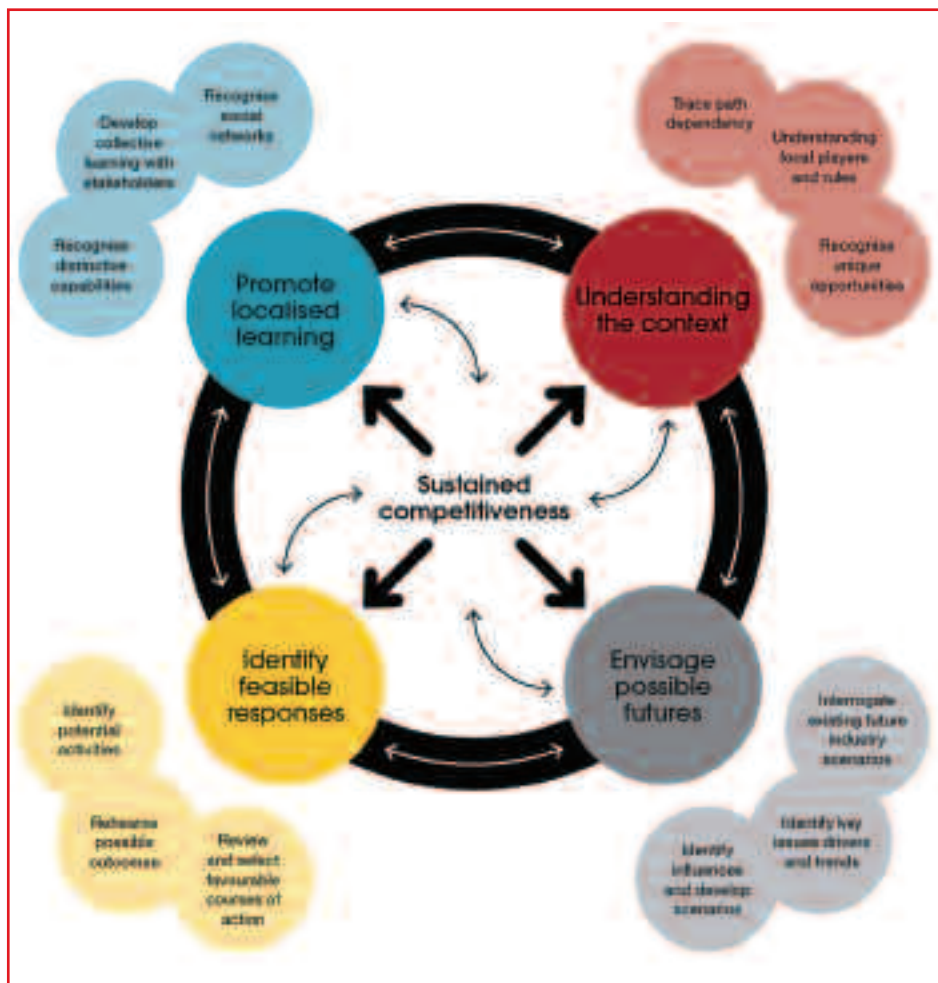 Recognise
social
networks
Develop
collective
learning with
stakeholders
Recognise
distinctive
capabilities
Promote
localised
learning
Trace path
dependency
Understanding
local players
and rules
Recognise
unique
opportunities
Understanding
the context
Sustained
competitiveness
Identify
feasible
responses
Identify
potential
activities
Rehearse
possible
outcomes
Review
and select
favourable
courses of
action
Envisage
possible
futures
Interrogate
existing future
industry
scenarios
Identify key
issues drivers
and trends
Identify
influences
and develop
scenarios